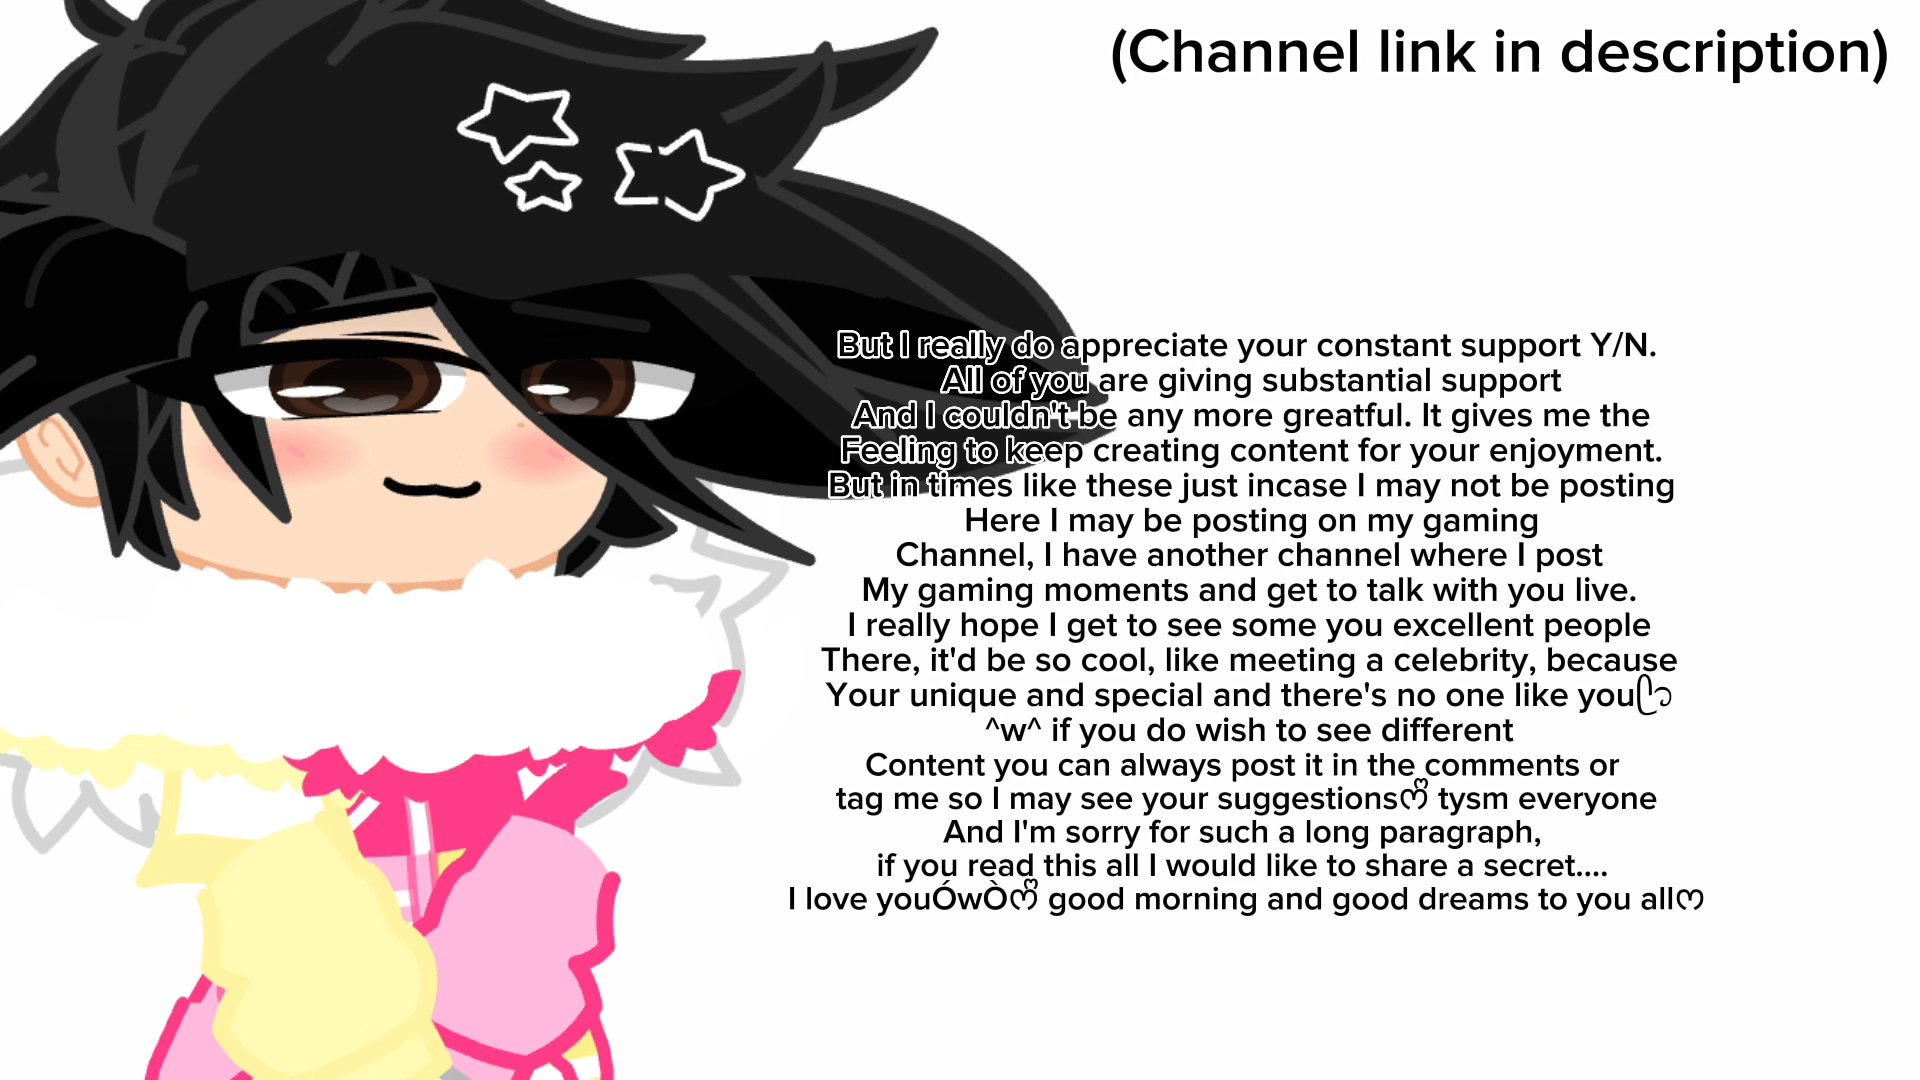 (Channel link in description)
But I really do appreciate your constant support Y/N.
All of you are giving substantial support
And I couldn't be any more greatful. It gives me the
Feeling to keep creating content for your enjoyment.
But in times like these just incase I may not be posting
Here I may be posting on my gaming
Channel, I have another channel where I post
My gaming moments and get to talk with you live.
I really hope I get to see some you excellent people
There, it'd be so cool, like meeting a celebrity, because
Your unique and special and there's no one like youᥫ᭡
^w^ if you do wish to see different
Content you can always post it in the comments or
tag me so I may see your suggestionsෆ᩠ tysm everyone
And I'm sorry for such a long paragraph,
if you read this all I would like to share a secret....
I love youÓwÒෆ᩠ good morning and good dreams to you allෆ